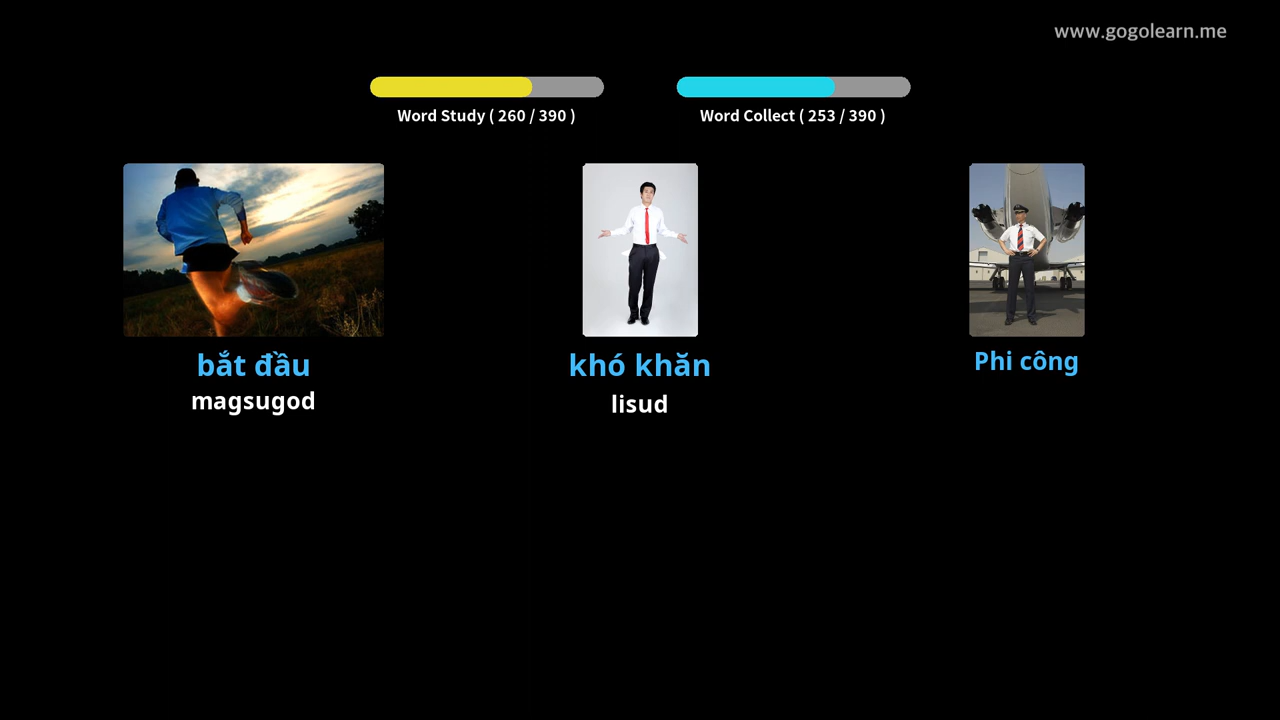 www.gogolearn.me
Word Study ( 260 / 390 )
Word Collect ( 253 / 390 )
bắt đầu
magsugod
khó khăn
lisud
Phi công